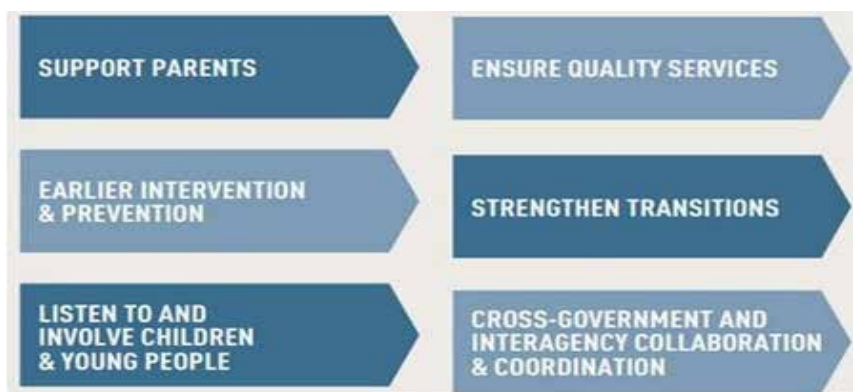 SUPPORT PARENTS
ENSURE QUALITY SERVICES
EARLIER INTERVENTION
& PREVENTION
STRENGTHEN TRANSITIONS
LISTEN TO AND
INVOLVE CHILDREN
& YOUNG PEOPLE
CROSS-GOVERNMENT AND
INTERAGENCY COLLABORATION
& COORDINATION